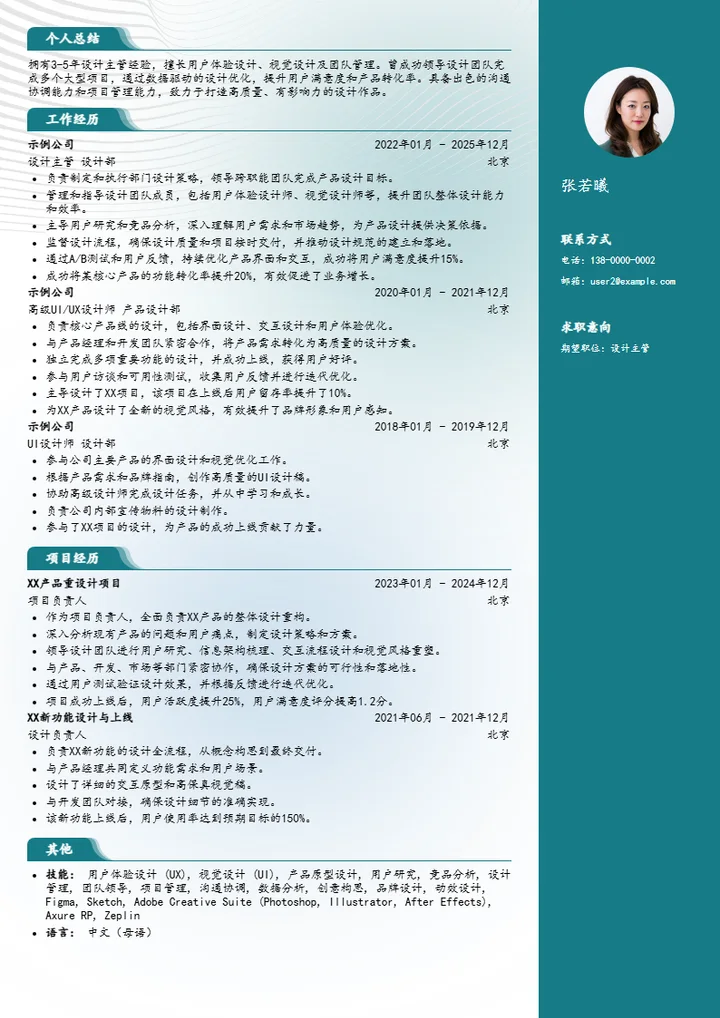 个人总结
拥有3-5年设计主管经验，擅长用户体验设计、视觉设计及团队管理。曾成功领导设计团队完
成多个大型项目，通过数据驱动的设计优化，提升用户满意度和产品转化率。具备出色的沟通
协调能力和项目管理能力，致力于打造高质量、有影响力的设计作品。
工作经历
示例公司 2022年01月 - 2025年12月
设计主管 设计部 北京
• 负责制定和执行部门设计策略，领导跨职能团队完成产品设计目标。
• 管理和指导设计团队成员，包括用户体验设计师、视觉设计师等，提升团队整体设计能力
和效率。
• 主导用户研究和竞品分析，深入理解用户需求和市场趋势，为产品设计提供决策依据。
• 监督设计流程，确保设计质量和项目按时交付，并推动设计规范的建立和落地。
• 通过A/B测试和用户反馈，持续优化产品界面和交互，成功将用户满意度提升15%。
• 成功将某核心产品的功能转化率提升20%，有效促进了业务增长。
示例公司 2020年01月 - 2021年12月
高级UI/UX设计师 产品设计部 北京
• 负责核心产品线的设计，包括界面设计、交互设计和用户体验优化。
• 与产品经理和开发团队紧密合作，将产品需求转化为高质量的设计方案。
• 独立完成多项重要功能的设计，并成功上线，获得用户好评。
• 参与用户访谈和可用性测试，收集用户反馈并进行迭代优化。
• 主导设计了XX项目，该项目在上线后用户留存率提升了10%。
• 为XX产品设计了全新的视觉风格，有效提升了品牌形象和用户感知。
示例公司 2018年01月 - 2019年12月
UI设计师 设计部 北京
• 参与公司主要产品的界面设计和视觉优化工作。
• 根据产品需求和品牌指南，创作高质量的UI设计稿。
• 协助高级设计师完成设计任务，并从中学习和成长。
• 负责公司内部宣传物料的设计制作。
• 参与了XX项目的设计，为产品的成功上线贡献了力量。
项目经历
XX产品重设计项目 2023年01月 - 2024年12月
项目负责人 北京
• 作为项目负责人，全面负责XX产品的整体设计重构。
• 深入分析现有产品的问题和用户痛点，制定设计策略和方案。
• 领导设计团队进行用户研究、信息架构梳理、交互流程设计和视觉风格重塑。
• 与产品、开发、市场等部门紧密协作，确保设计方案的可行性和落地性。
• 通过用户测试验证设计效果，并根据反馈进行迭代优化。
• 项目成功上线后，用户活跃度提升25%，用户满意度评分提高1.2分。
XX新功能设计与上线 2021年06月 - 2021年12月
设计负责人 北京
• 负责XX新功能的设计全流程，从概念构思到最终交付。
• 与产品经理共同定义功能需求和用户场景。
• 设计了详细的交互原型和高保真视觉稿。
• 与开发团队对接，确保设计细节的准确实现。
• 该新功能上线后，用户使用率达到预期目标的150%。
其他
• 技能： 用户体验设计 (UX), 视觉设计 (UI), 产品原型设计, 用户研究, 竞品分析, 设计
管理, 团队领导, 项目管理, 沟通协调, 数据分析, 创意构思, 品牌设计, 动效设计,
Figma, Sketch, Adobe Creative Suite (Photoshop, Illustrator, After Effects),
Axure RP, Zeplin
• 语言： 中文（母语）
张若曦
联系方式
电话：138-0000-0002
邮箱：user2@example.com
求职意向
期望职位：设计主管